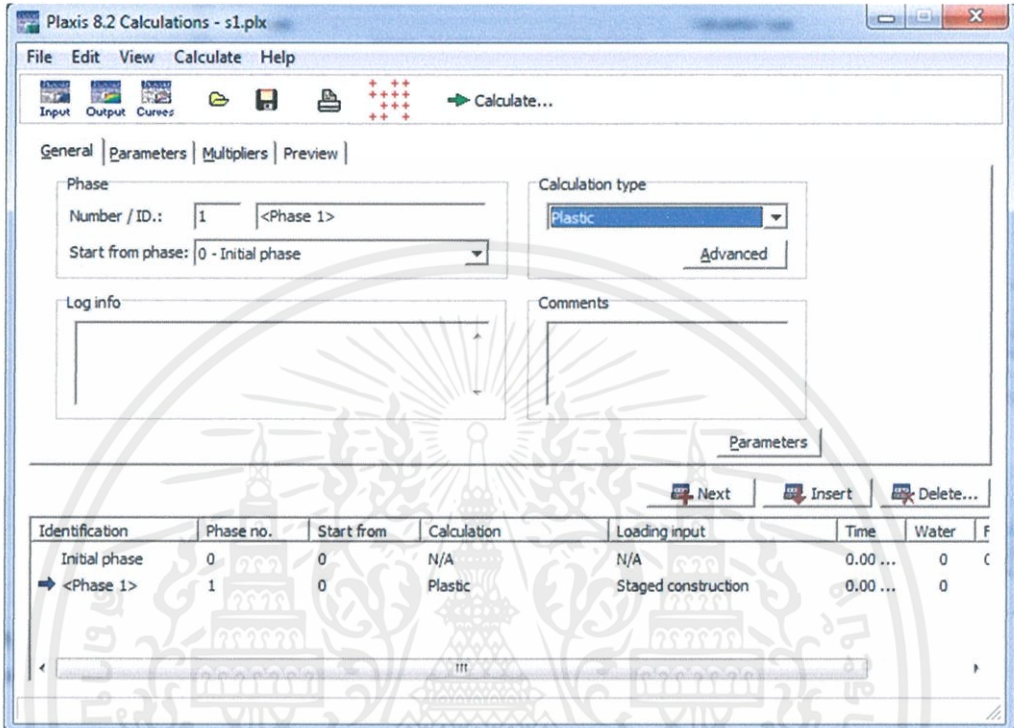 Plaxis 8.2 Calculations - s1.plx
File Edit View Calculate Help
Input Output Curves Calculate...
General Parameters Multipliers Preview
Phase
Number / ID.: 1 <Phase 1>
Start from phase: 0 - Initial phase
Calculation type
Plastic
Advanced
Log info
Comments
Parameters
Next Insert Delete...
Identification Phase no. Start from Calculation Loading input Time Water F
Initial phase 0 0 N/A N/A 0.00 ... 0
<Phase 1> 1 0 Plastic Staged construction 0.00 ... 0